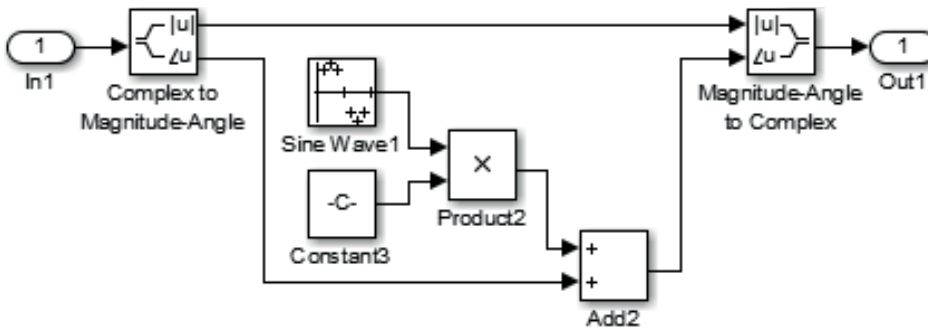 1
In1
|u|
∠u
Complex to
Magnitude-Angle
Sine Wave1
-C-
Constant3
×
Product2
+
+
Add2
|u|
∠u
Magnitude-Angle
to Complex
1
Out1